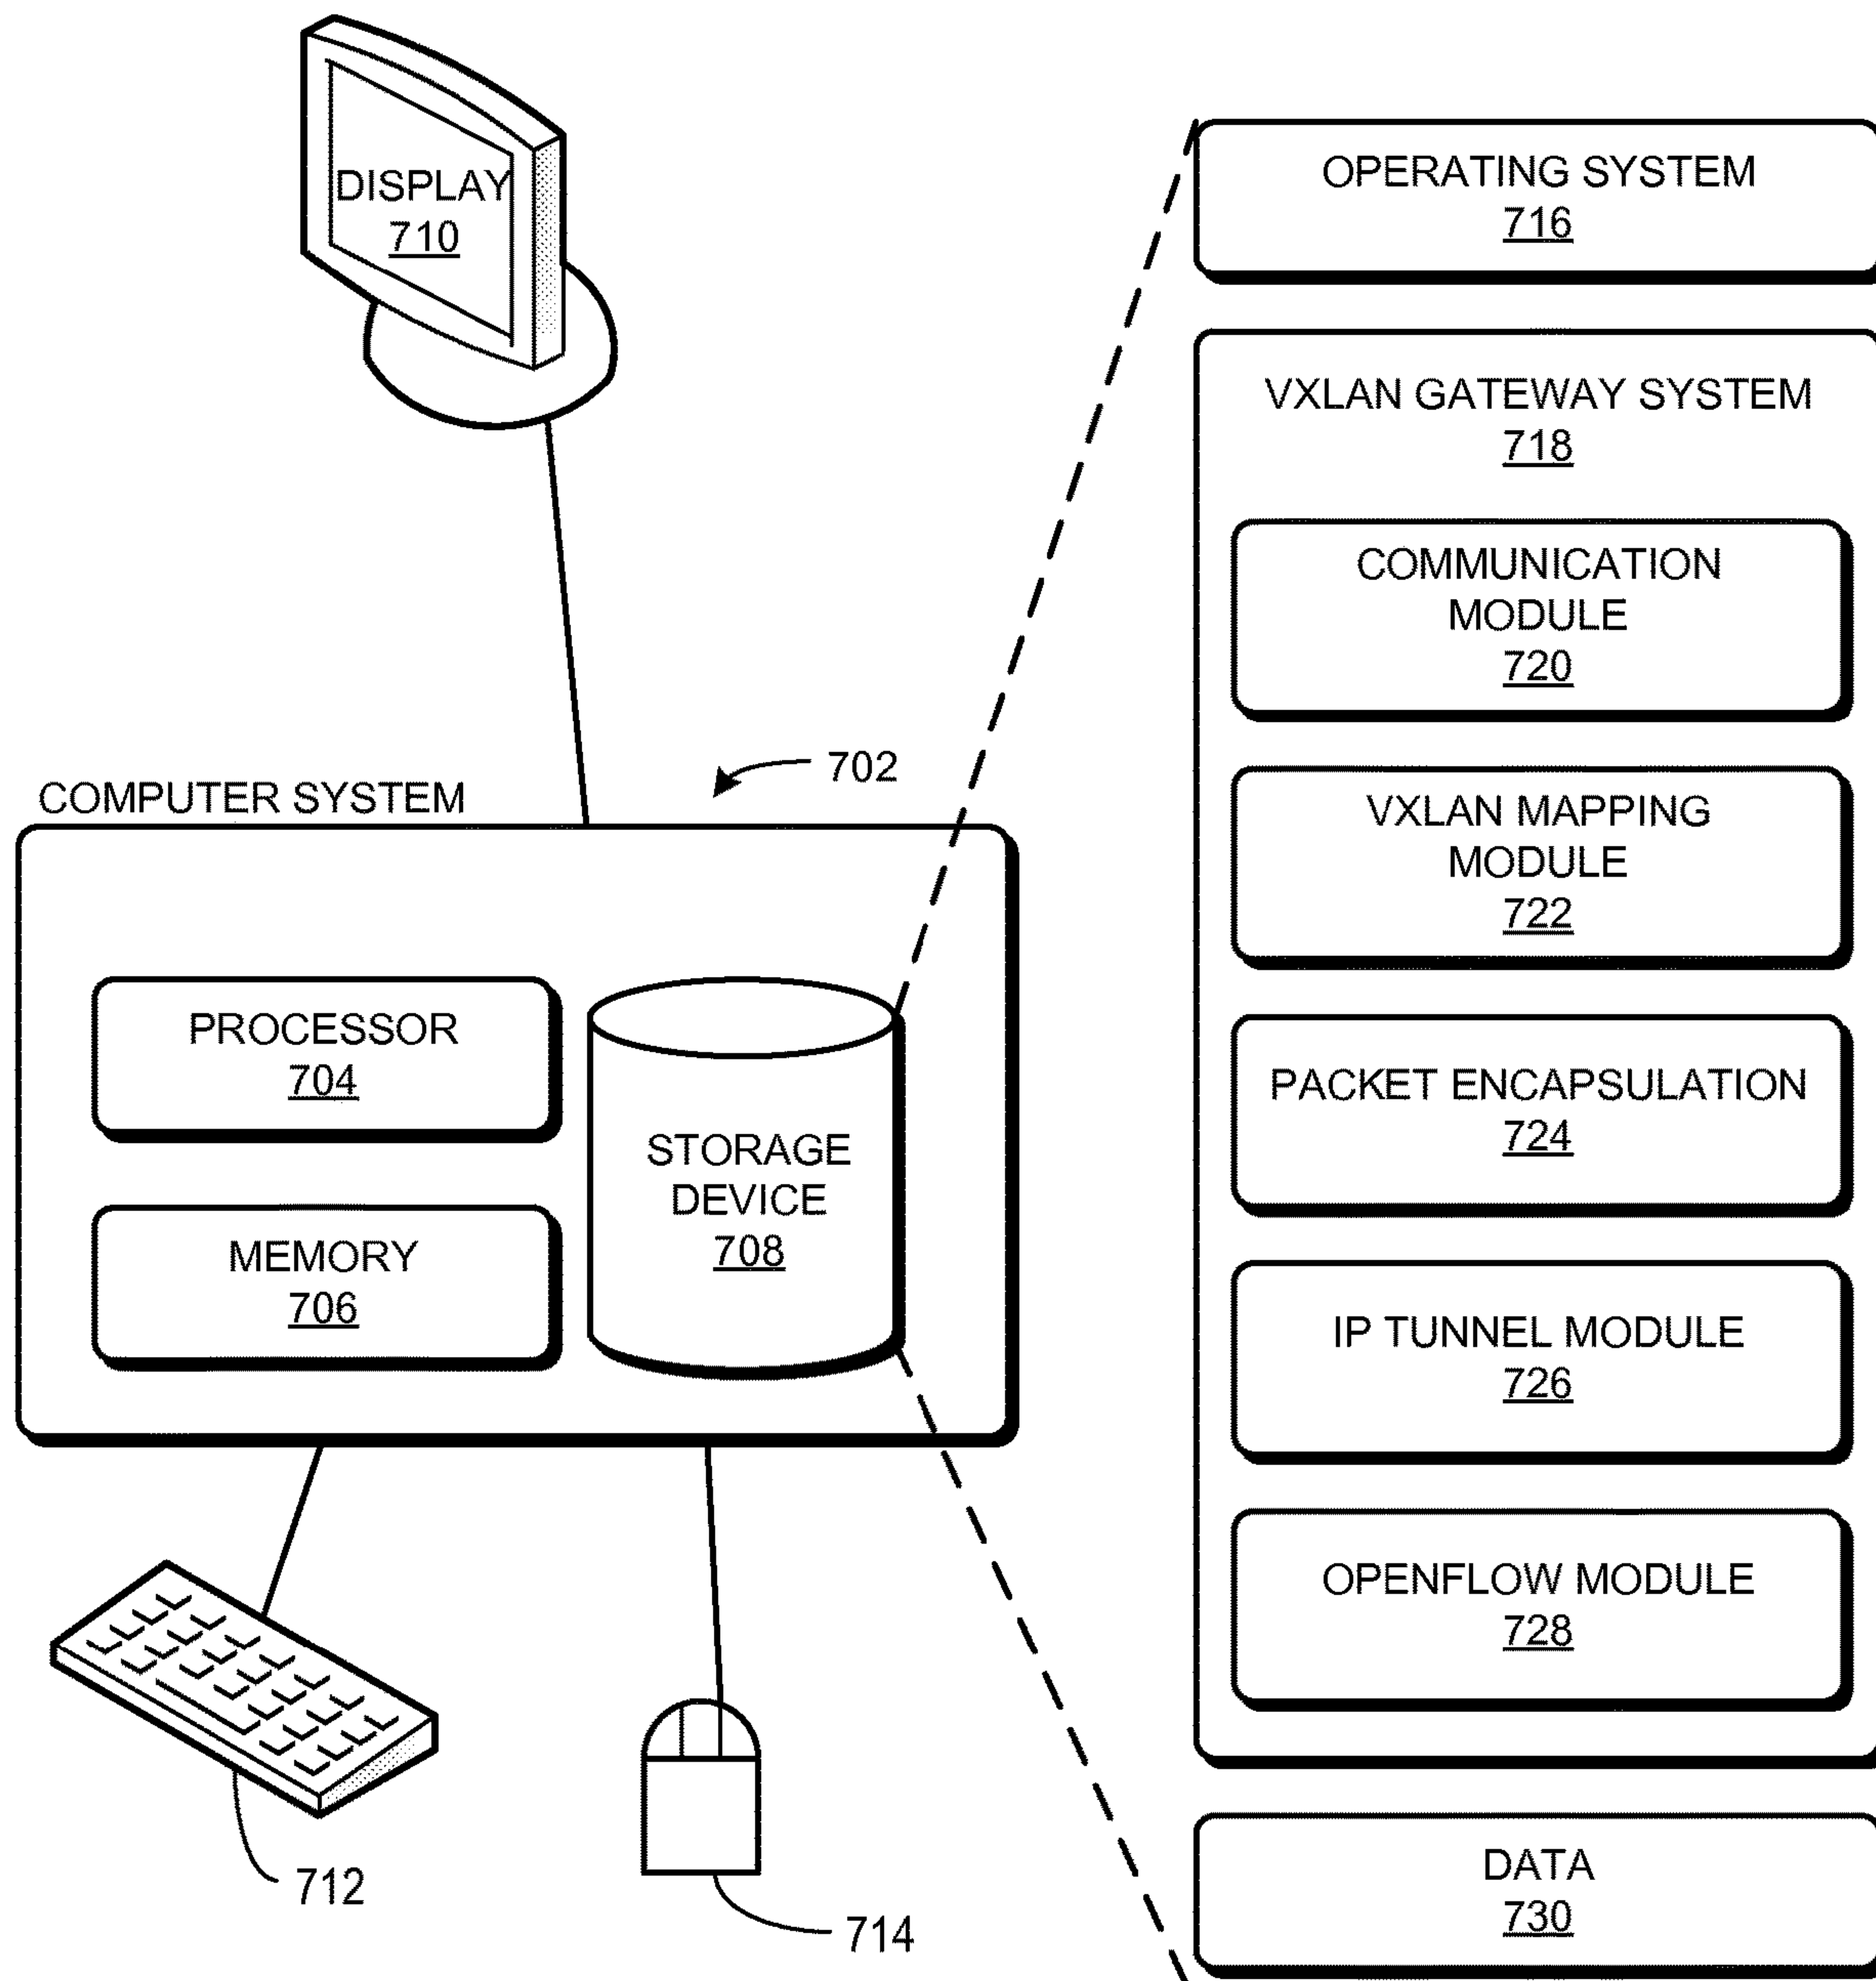 DISPLAY
710
COMPUTER SYSTEM
702
PROCESSOR
704
MEMORY
706
STORAGE
DEVICE
708
712
714
OPERATING SYSTEM
716
VXLAN GATEWAY SYSTEM
718
COMMUNICATION
MODULE
720
VXLAN MAPPING
MODULE
722
PACKET ENCAPSULATION
724
IP TUNNEL MODULE
726
OPENFLOW MODULE
728
DATA
730